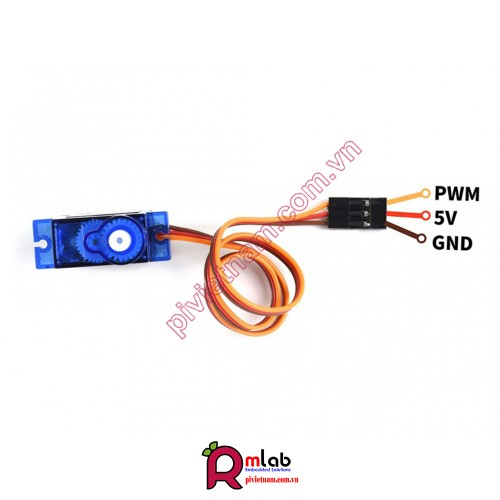 PWM
5V
GND
pivietnam.com.vn
Rmlab
Embedded Solutions
pivietnam.com.vn